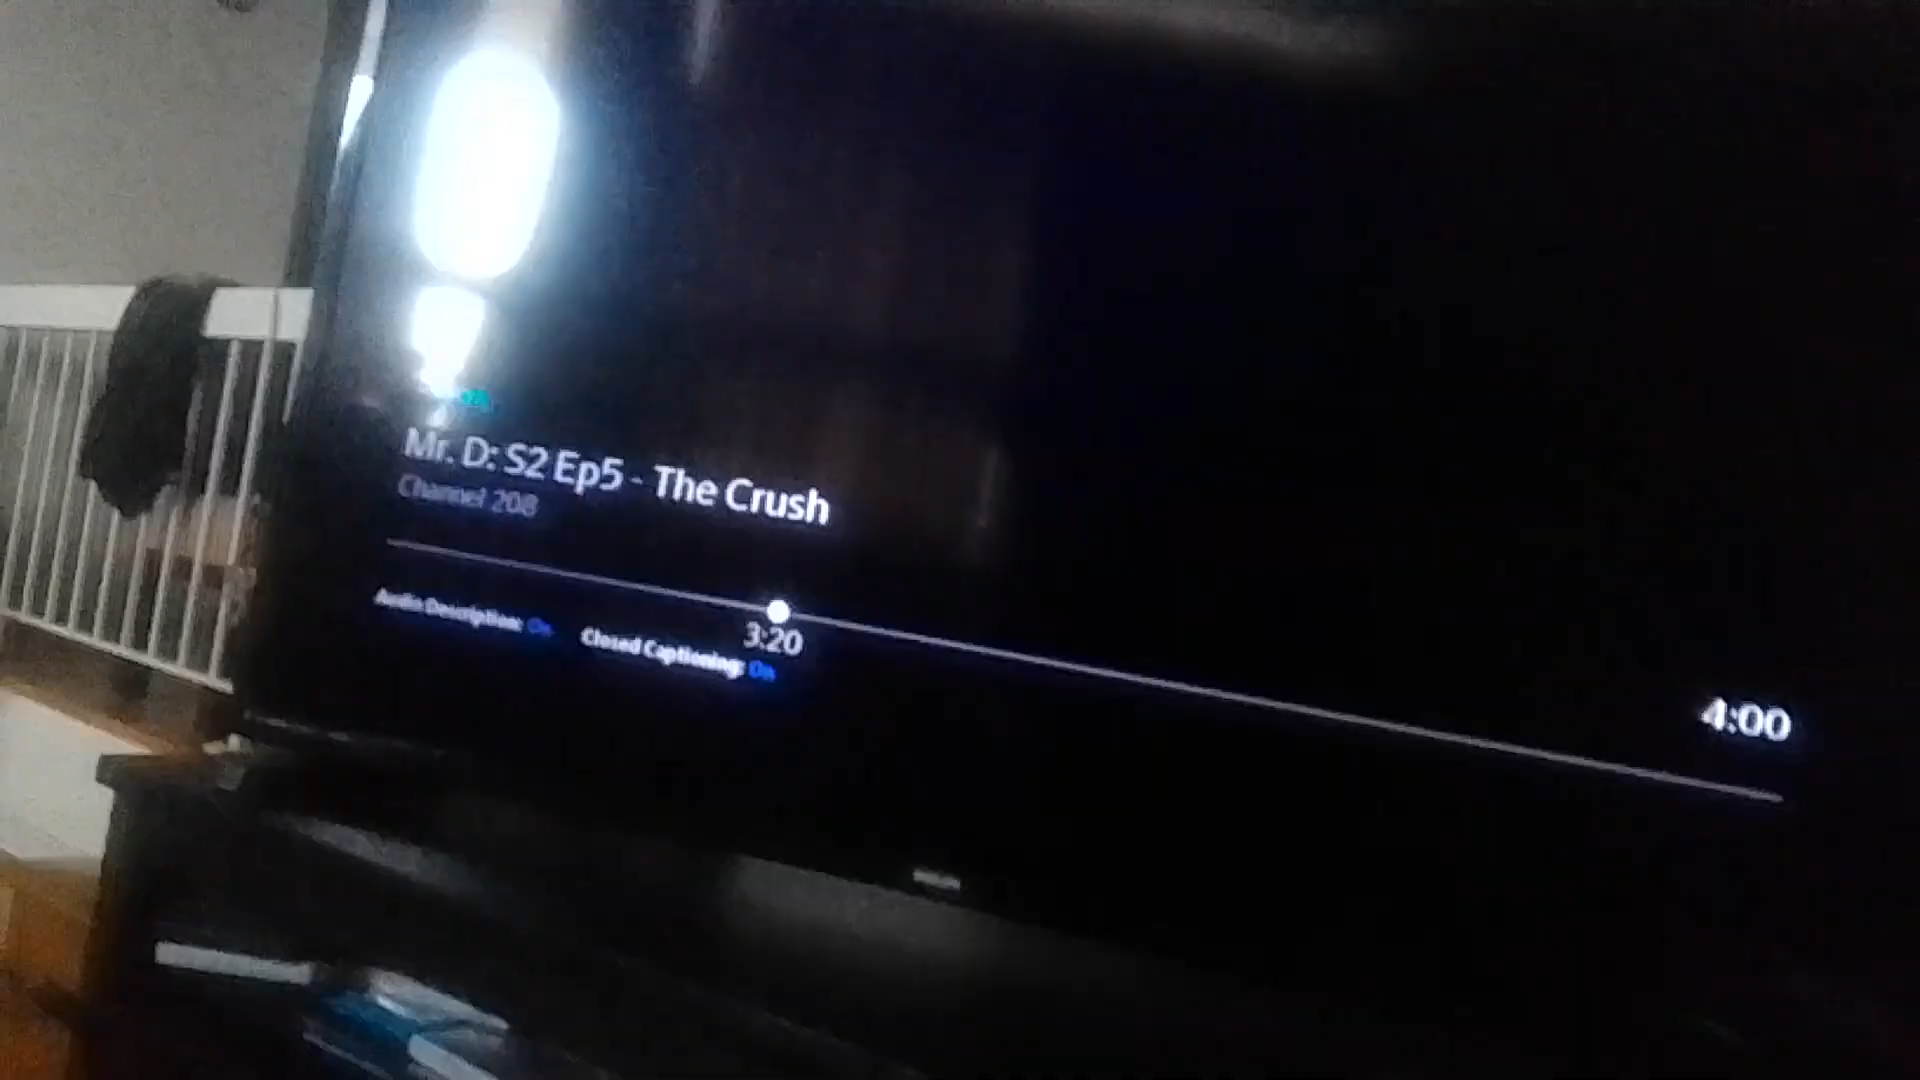 Mr. D: S2 Ep5 - The Crush
Channel 208
3:20
4:00
Audio Description: On
Closed Captioning: On